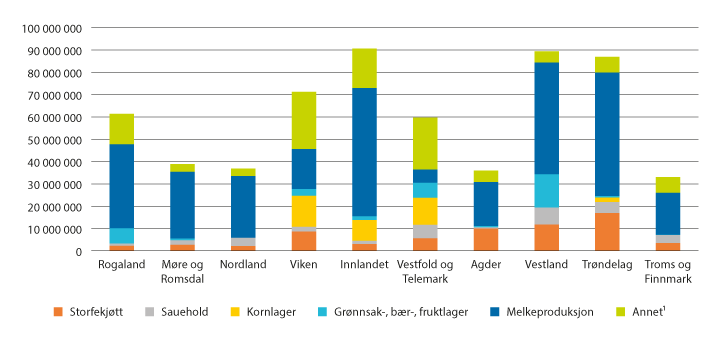 100 000 000
90 000 000
80 000 000
70 000 000
60 000 000
50 000 000
40 000 000
30 000 000
20 000 000
10 000 000
0
Rogaland
Møre og
Romsdal
Nordland
Viken
Innlandet
Vestfold og
Telemark
Agder
Vestland
Trøndelag
Troms og
Finnmark
Storfekjøtt
Sauehold
Kornlager
Grønnsak-, bær-, fruktlager
Melkeproduksjon
Annet¹